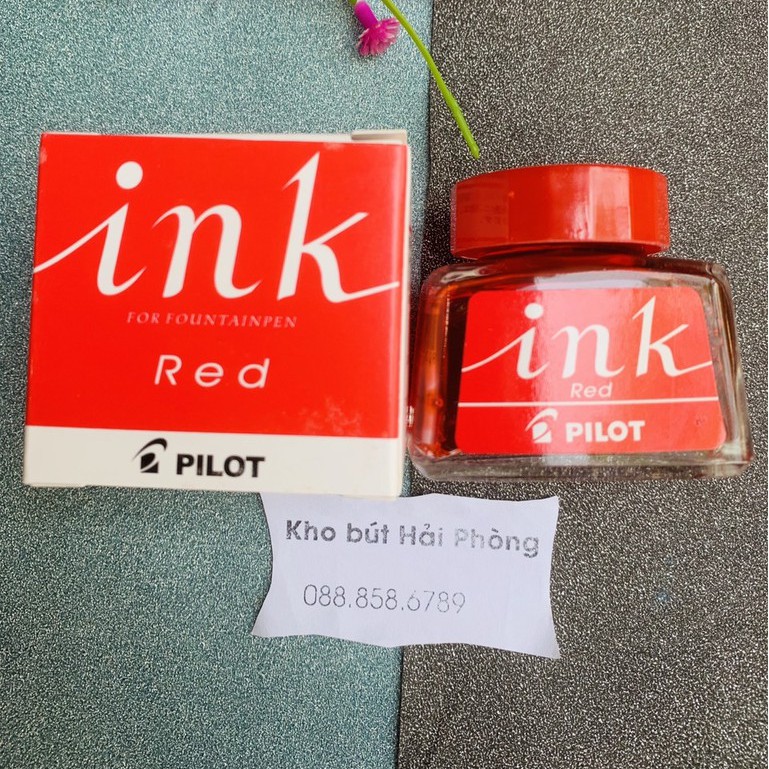 ink
FOR FOUNTAINPEN
Red
PILOT
ink
Red
PILOT
Kho bút Hải Phòng
088.858.6789